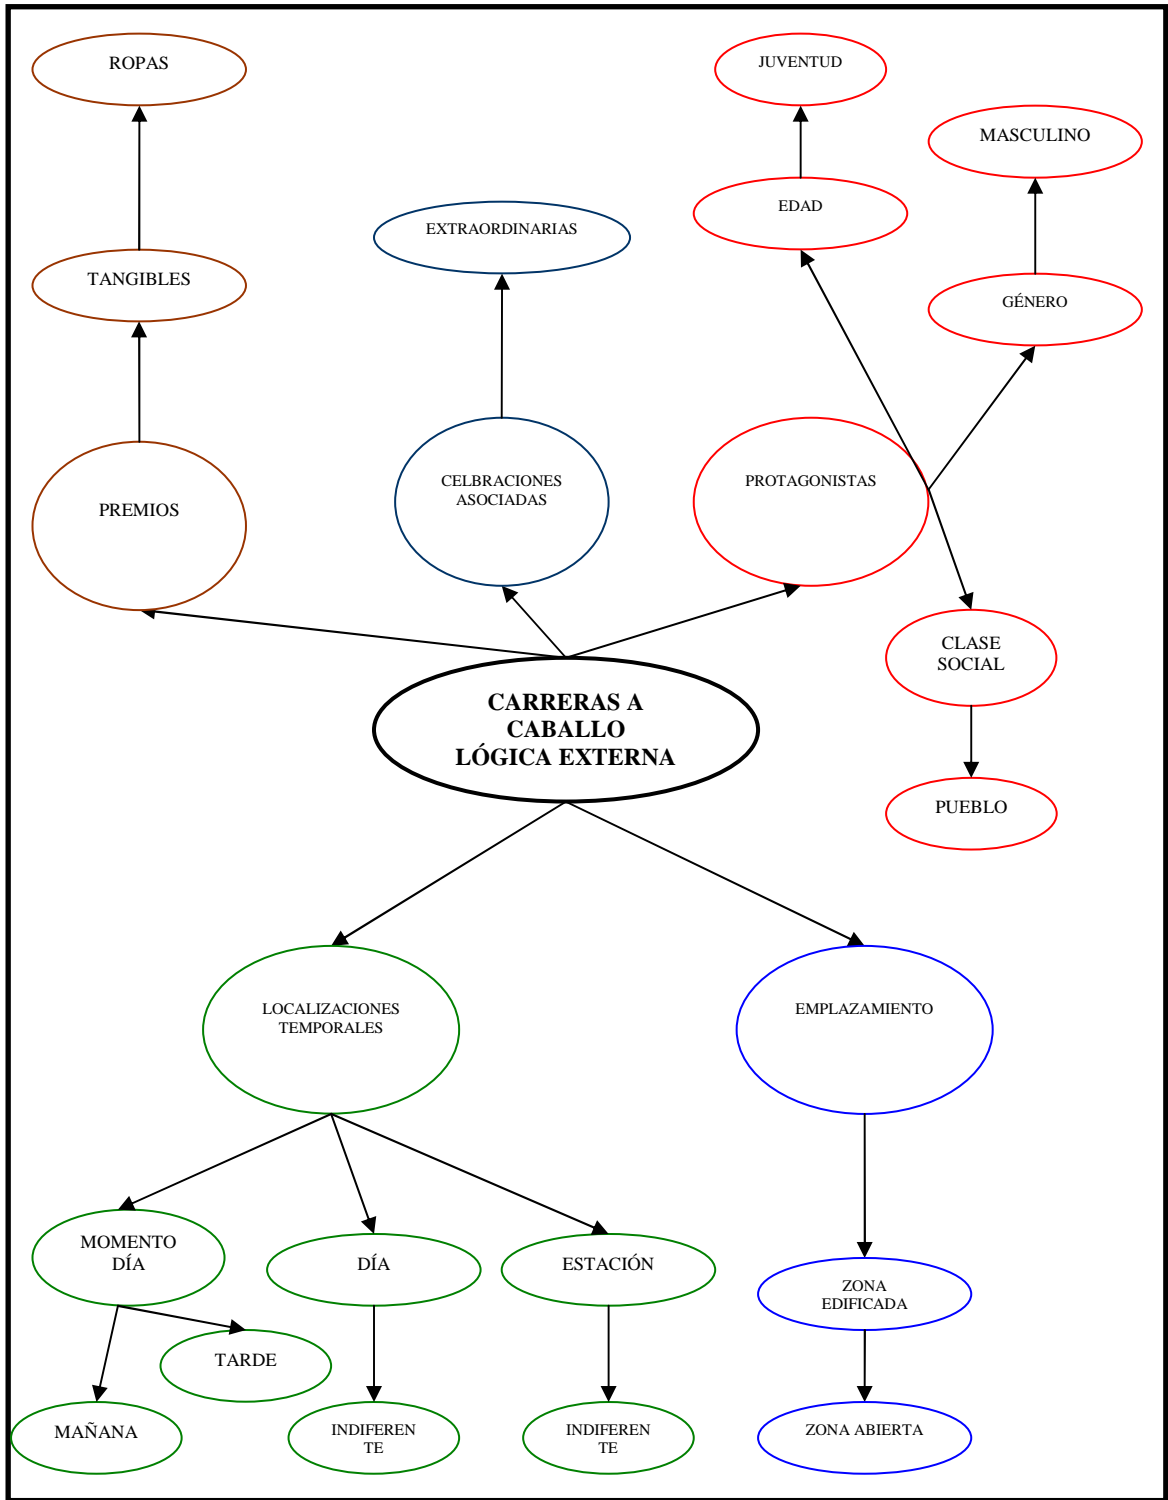 ROPAS
JUVENTUD
MASCULINO
EDAD
EXTRAORDINARIAS
TANGIBLES
GÉNERO
CELBRACIONES
ASOCIADAS
PROTAGONISTAS
PREMIOS
CLASE
SOCIAL
CARRERAS A
CABALLO
LÓGICA EXTERNA
PUEBLO
LOCALIZACIONES
TEMPORALES
EMPLAZAMIENTO
MOMENTO
DÍA
DÍA
ESTACIÓN
ZONA
EDIFICADA
TARDE
MAÑANA
INDIFEREN
TE
INDIFEREN
TE
ZONA ABIERTA